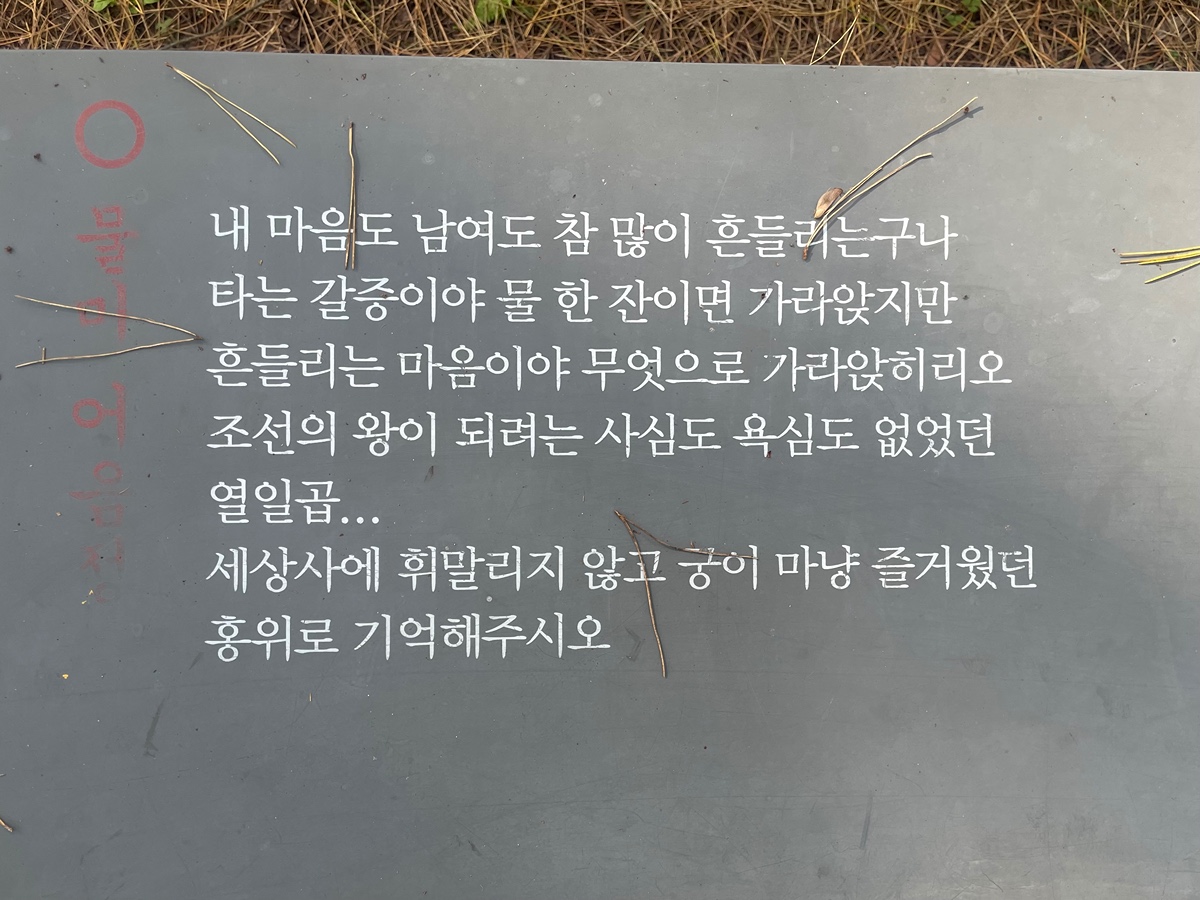 내 마음도 남여도 참 많이 흔들리는구나
타는 갈증이야 물 한 잔이면 가라앉지만
흔들리는 마옴이야 무엇으로 가라앉히리오
조선의 왕이 되려는 사심도 욕심도 없었던
열일곱...
세상사에 휘말리지 않고 궁이 마냥 즐거웠던
홍위로 기억해주시오